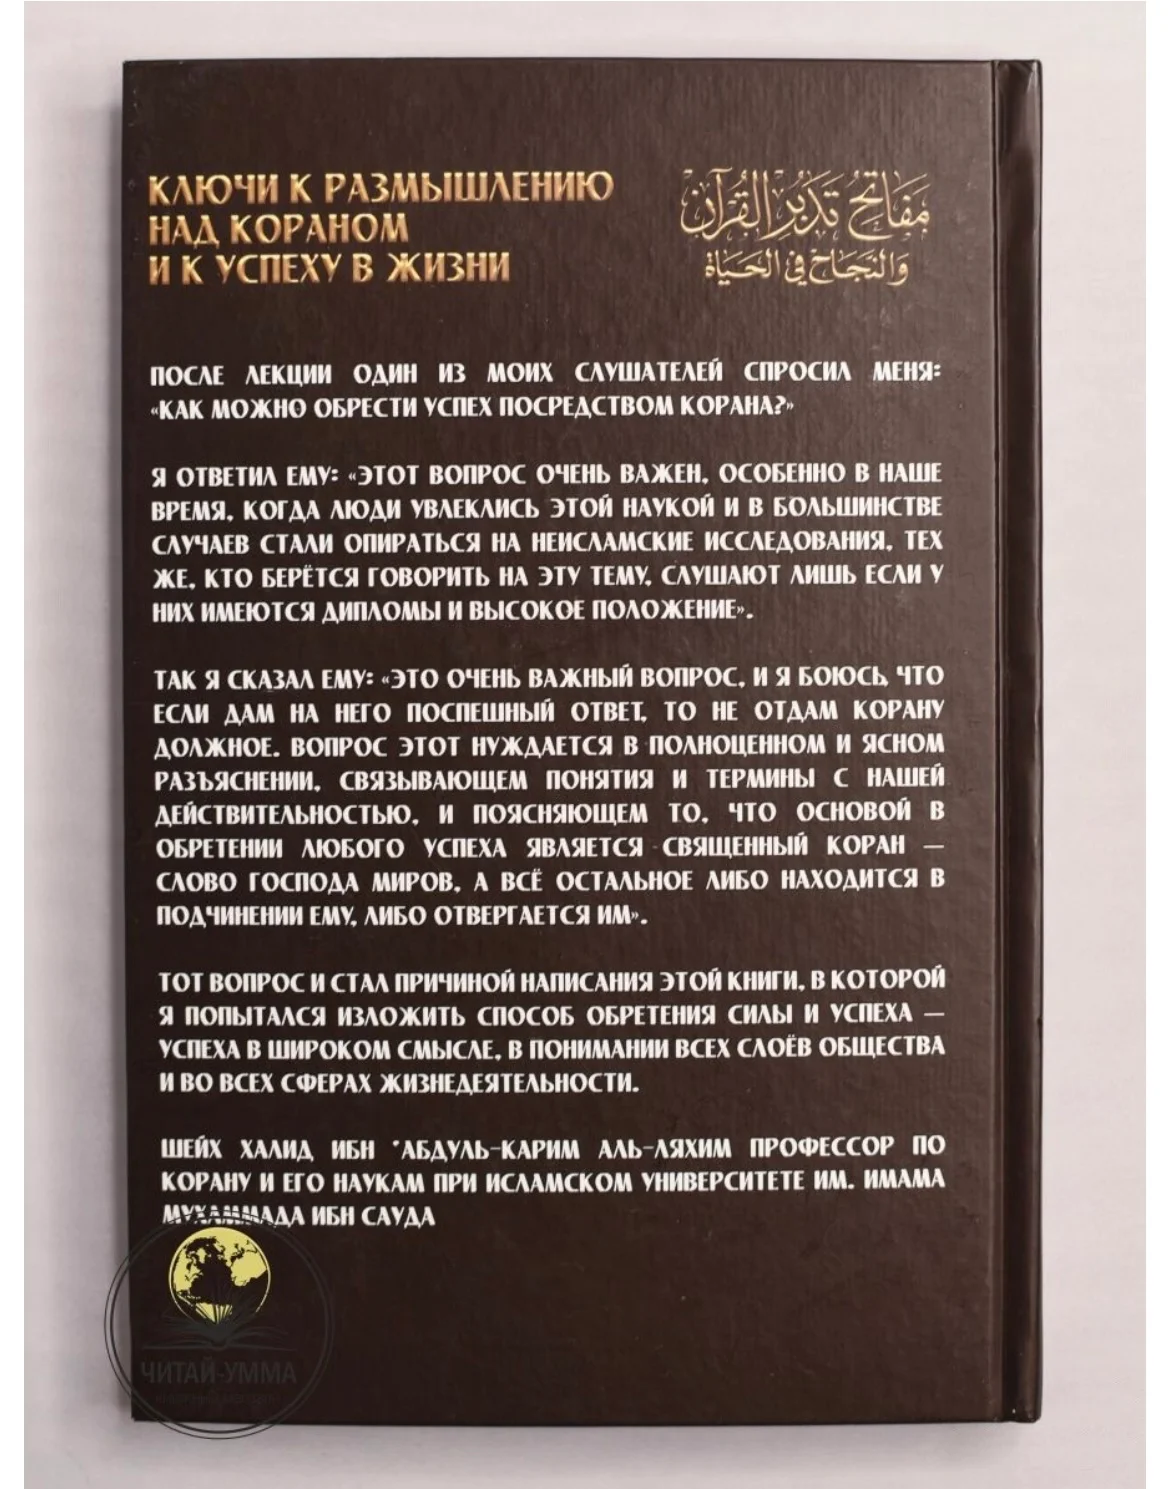 КЛЮЧИ К РАЗМЫШЛЕНИЮ
НАД КОРАНОМ
И К УСПЕХУ В ЖИЗНИ
مفاتح تدبر القرآن
والنجاح في الحياة
ПОСЛЕ ЛЕКЦИИ ОДИН ИЗ МОИХ СЛУШАТЕЛЕЙ СПРОСИЛ МЕНЯ:
«КАК МОЖНО ОБРЕСТИ УСПЕХ ПОСРЕДСТВОМ КОРАНА?»
Я ОТВЕТИЛ ЕМУ: «ЭТОТ ВОПРОС ОЧЕНЬ ВАЖЕН, ОСОБЕННО В НАШЕ
ВРЕМЯ, КОГДА ЛЮДИ УВЛЕКЛИСЬ ЭТОЙ НАУКОЙ И В БОЛЬШИНСТВЕ
СЛУЧАЕВ СТАЛИ ОПИРАТЬСЯ НА НЕИСЛАМСКИЕ ИССЛЕДОВАНИЯ, ТЕХ
ЖЕ, КТО БЕРЁТСЯ ГОВОРИТЬ НА ЭТУ ТЕМУ, СЛУШАЮТ ЛИШЬ ЕСЛИ У
НИХ ИМЕЮТСЯ ДИПЛОМЫ И ВЫСОКОЕ ПОЛОЖЕНИЕ».
ТАК Я СКАЗАЛ ЕМУ: «ЭТО ОЧЕНЬ ВАЖНЫЙ ВОПРОС, И Я БОЮСЬ, ЧТО
ЕСЛИ ДАМ НА НЕГО ПОСПЕШНЫЙ ОТВЕТ, ТО НЕ ОТДАМ КОРАНУ
ДОЛЖНОЕ. ВОПРОС ЭТОТ НУЖДАЕТСЯ В ПОЛНОЦЕННОМ И ЯСНОМ
РАЗЪЯСНЕНИИ, СВЯЗЫВАЮЩЕМ ПОНЯТИЯ И ТЕРМИНЫ С НАШЕЙ
ДЕЙСТВИТЕЛЬНОСТЬЮ, И ПОЯСНЯЮЩЕМ ТО, ЧТО ОСНОВОЙ В
ОБРЕТЕНИИ ЛЮБОГО УСПЕХА ЯВЛЯЕТСЯ СВЯЩЕННЫЙ КОРАН –
СЛОВО ГОСПОДА МИРОВ, А ВСЁ ОСТАЛЬНОЕ ЛИБО НАХОДИТСЯ В
ПОДЧИНЕНИИ ЕМУ, ЛИБО ОТВЕРГАЕТСЯ ИМ».
ТОТ ВОПРОС И СТАЛ ПРИЧИНОЙ НАПИСАНИЯ ЭТОЙ КНИГИ, В КОТОРОЙ
Я ПОПЫТАЛСЯ ИЗЛОЖИТЬ СПОСОБ ОБРЕТЕНИЯ СИЛЫ И УСПЕХА –
УСПЕХА В ШИРОКОМ СМЫСЛЕ, В ПОНИМАНИИ ВСЕХ СЛОЁВ ОБЩЕСТВА
И ВО ВСЕХ СФЕРАХ ЖИЗНЕДЕЯТЕЛЬНОСТИ.
ШЕЙХ ХАЛИД ИБН 'АБДУЛЬ-КАРИМ АЛЬ-ЛЯХИМ ПРОФЕССОР ПО
КОРАНУ И ЕГО НАУКАМ ПРИ ИСЛАМСКОМ УНИВЕРСИТЕТЕ ИМ. ИМАМА
МУХАММАДА ИБН САУДА
ЧИТАЙ-УММА